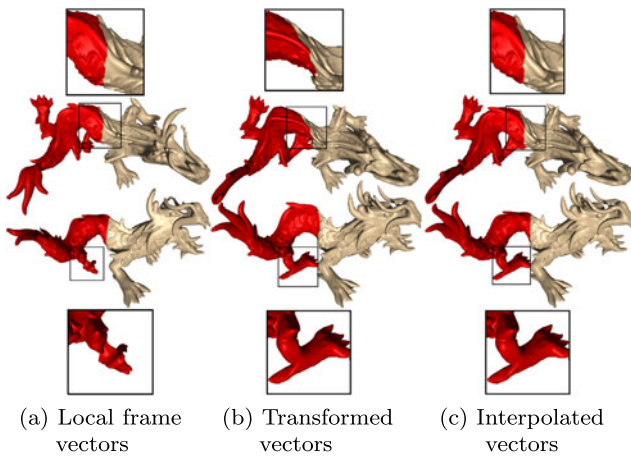 (a) Local frame vectors
(b) Transformed vectors
(c) Interpolated vectors